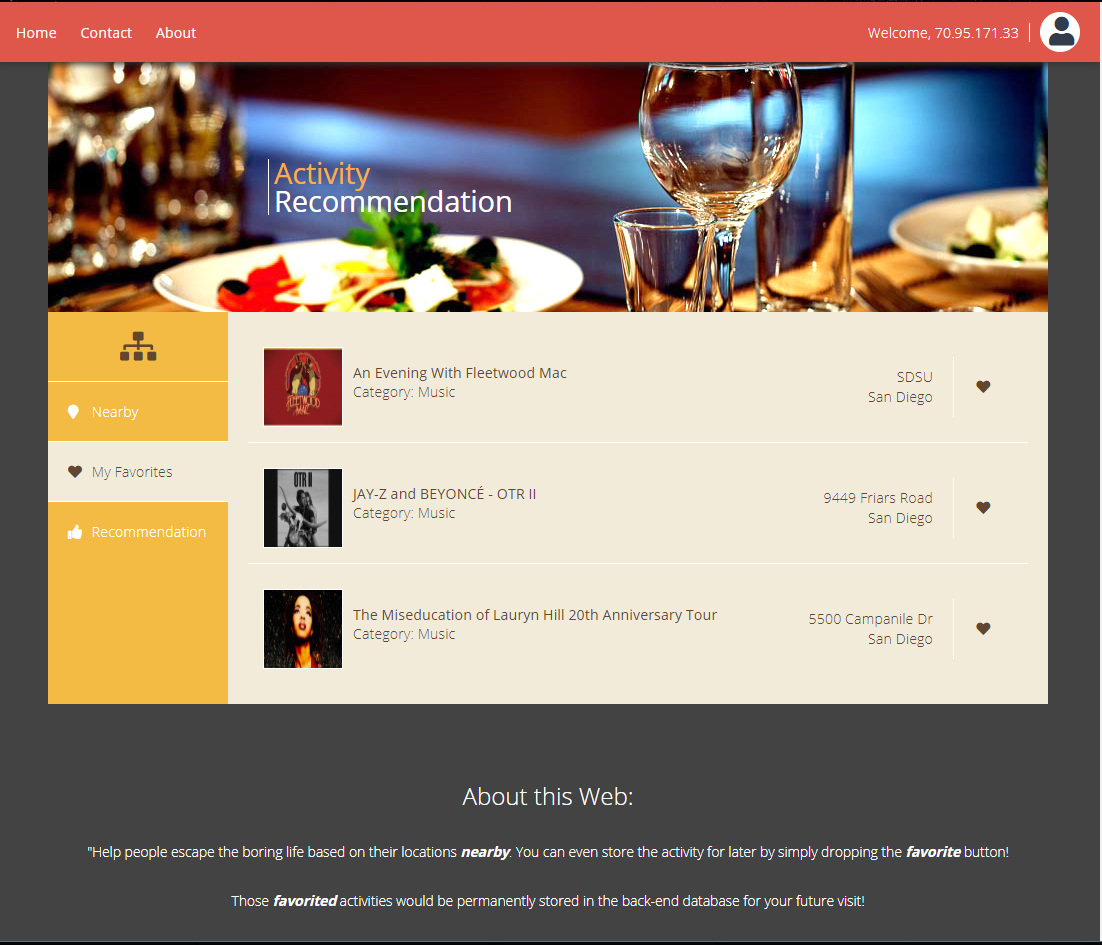 Home Contact About Welcome, 70.95.171.33
Activity
Recommendation
Nearby
My Favorites
Recommendation
FLEETWOOD
MAC
An Evening With Fleetwood Mac
Category: Music
SDSU
San Diego
OTR II
JAY-Z and BEYONCÉ - OTR II
Category: Music
9449 Friars Road
San Diego
The Miseducation of Lauryn Hill 20th Anniversary Tour
Category: Music
5500 Campanile Dr
San Diego
About this Web:
"Help people escape the boring life based on their locations nearby. You can even store the activity for later by simply dropping the favorite button!
Those favorited activities would be permanently stored in the back-end database for your future visit!